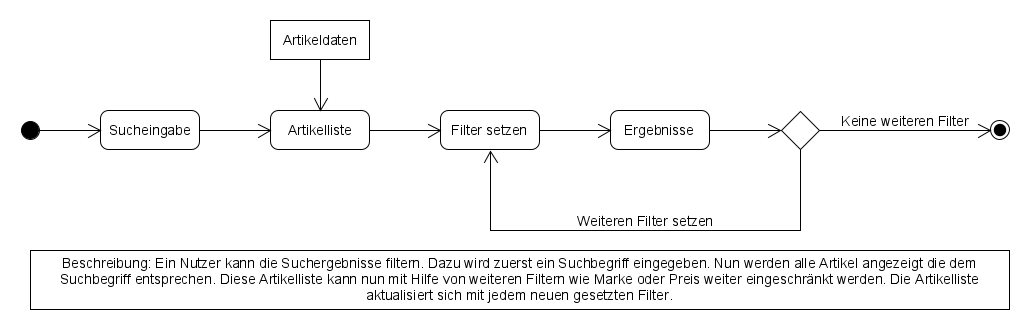 Artikeldaten
Sucheingabe
Artikelliste
Filter setzen
Ergebnisse
Keine weiteren Filter
Weiteren Filter setzen
Beschreibung: Ein Nutzer kann die Suchergebnisse filtern. Dazu wird zuerst ein Suchbegriff eingegeben. Nun werden alle Artikel angezeigt die dem
Suchbegriff entsprechen. Diese Artikelliste kann nun mit Hilfe von weiteren Filtern wie Marke oder Preis weiter eingeschränkt werden. Die Artikelliste
aktualisiert sich mit jedem neuen gesetzten Filter.